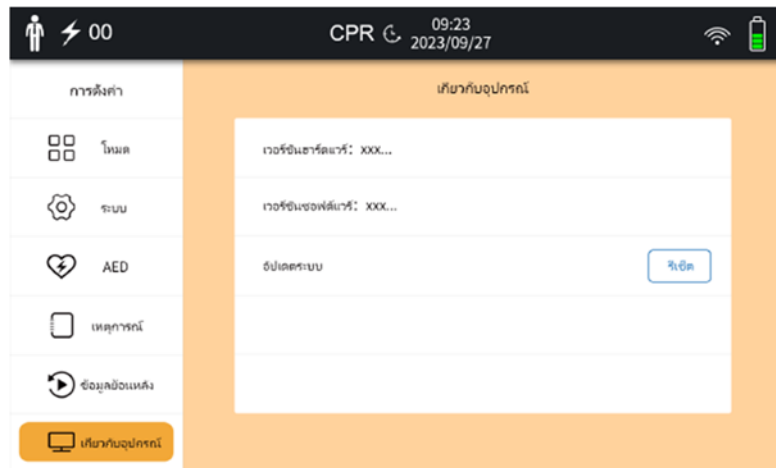 00
CPR
09:23
2023/09/27
การตั้งค่า
เกี่ยวกับอุปกรณ์
โหมด
เวอร์ชันฮาร์ดแวร์: xxx...
ระบบ
เวอร์ชันซอฟต์แวร์: xxx...
AED
อัปเดตระบบ
รีเซ็ต
เหตุการณ์
ข้อมูลย้อนหลัง
เกี่ยวกับอุปกรณ์